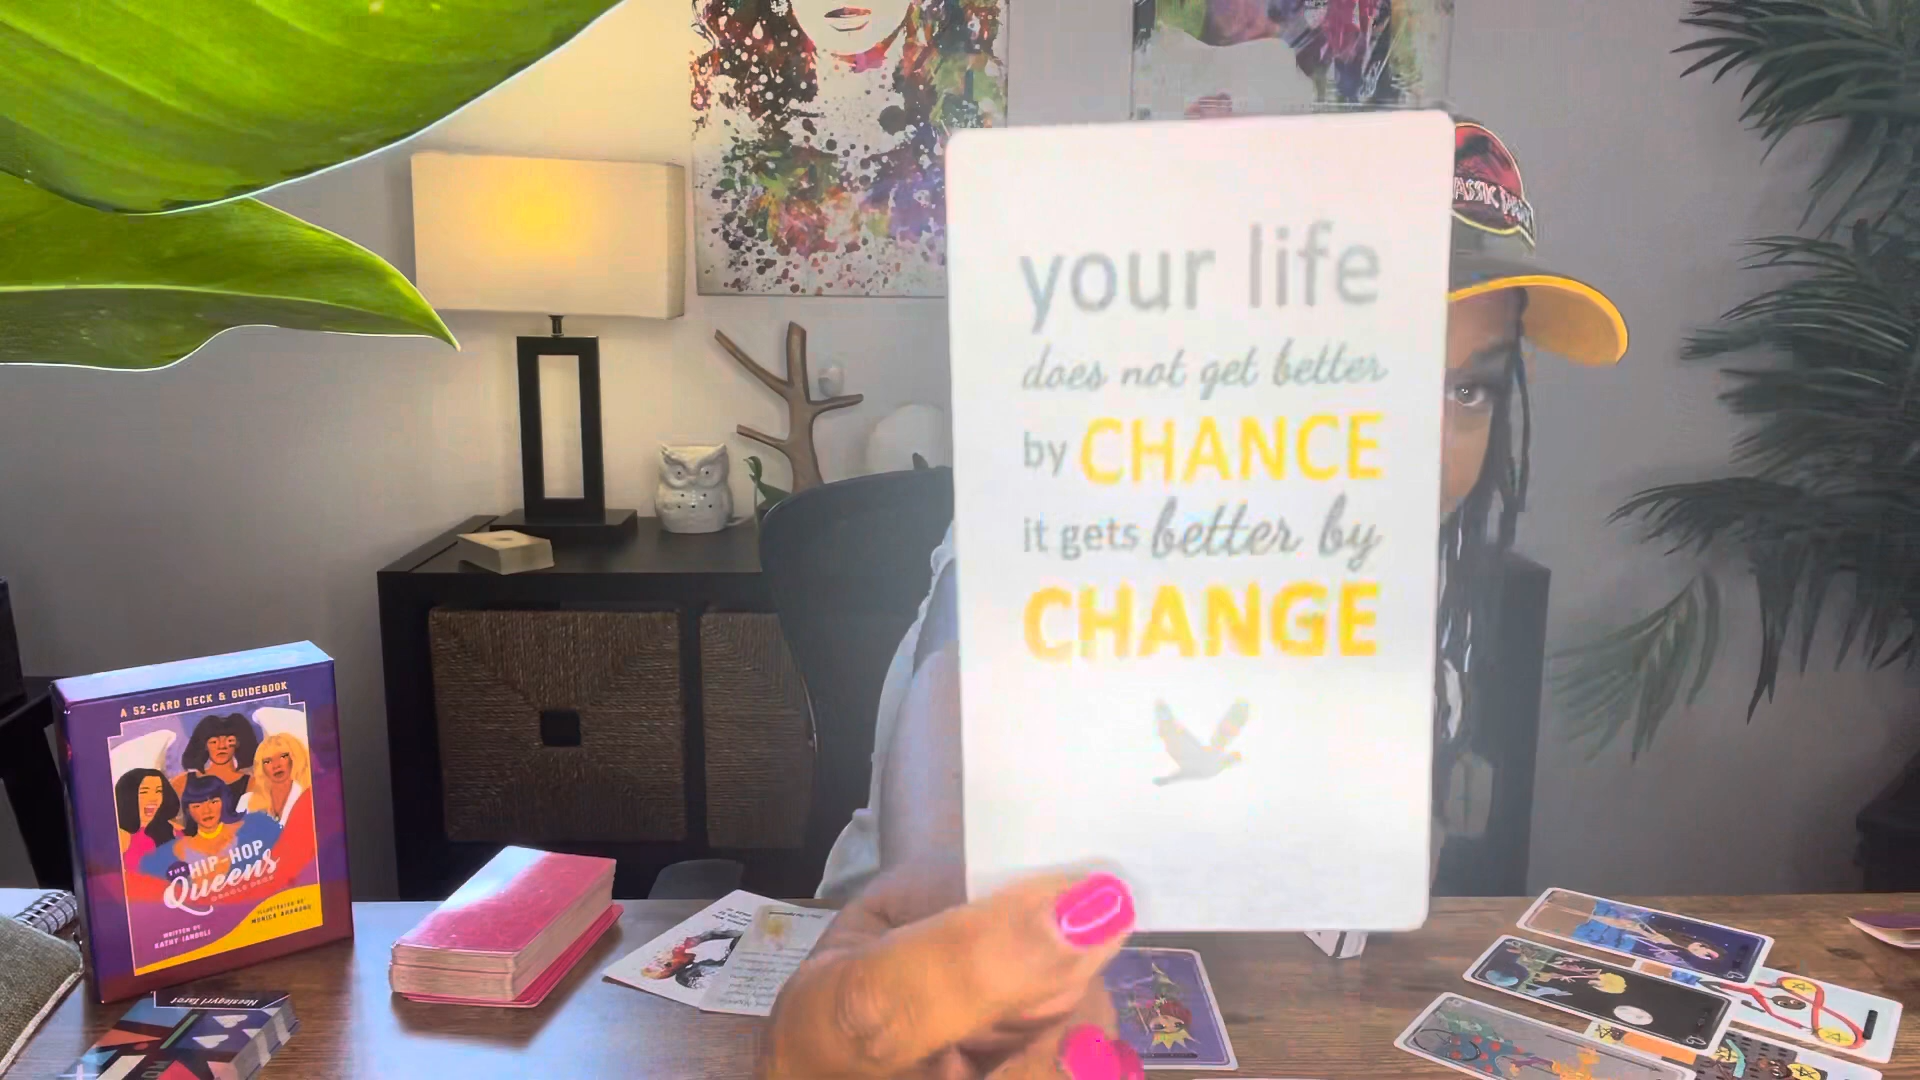 your life
does not get better
by CHANCE
it gets better by
CHANGE
A 52-CARD DECK & GUIDEBOOK
THE HIP-HOP
Queens
ORACLE DECK
WRITTEN BY
KATHY IANDOLI
ILLUSTRATED BY
MONICA AHANONU